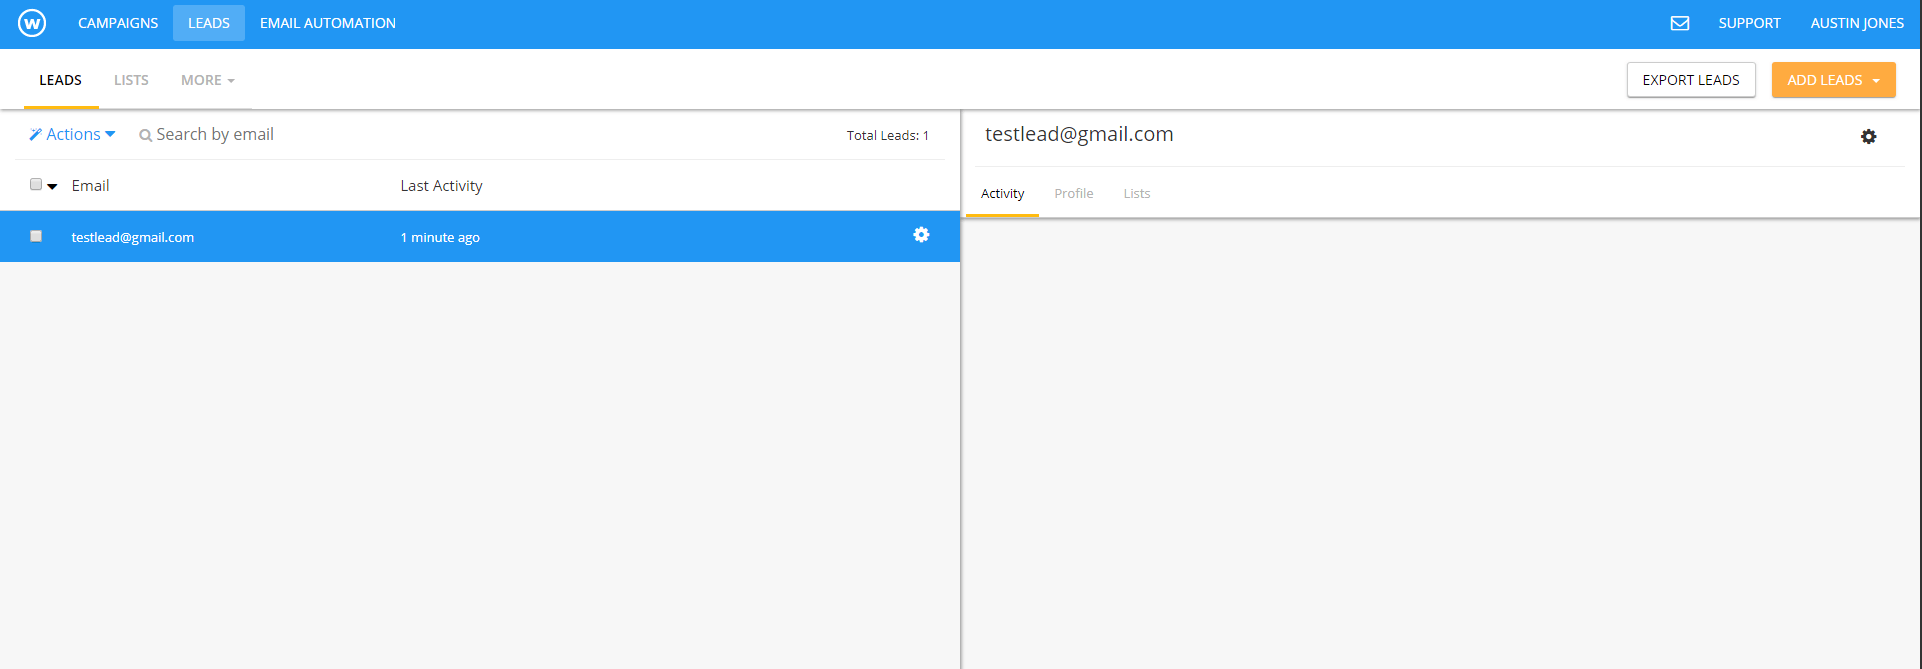 W CAMPAIGNS LEADS EMAIL AUTOMATION SUPPORT AUSTIN JONES
LEADS LISTS MORE EXPORT LEADS ADD LEADS
Actions Search by email Total Leads: 1
Email Last Activity
testlead@gmail.com 1 minute ago
testlead@gmail.com
Activity Profile Lists